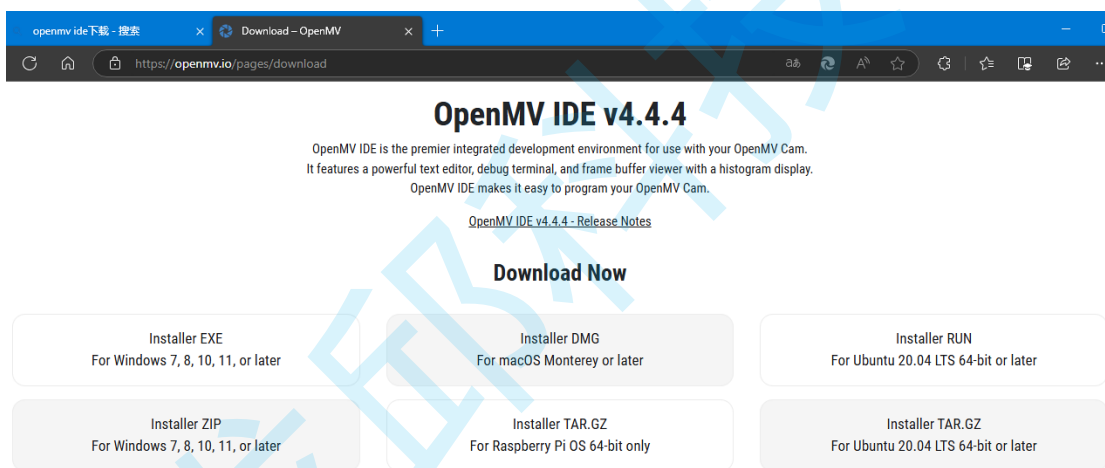 openmv ide下载 - 搜索
Download – OpenMV
https://openmv.io/pages/download
OpenMV IDE v4.4.4
OpenMV IDE is the premier integrated development environment for use with your OpenMV Cam.
It features a powerful text editor, debug terminal, and frame buffer viewer with a histogram display.
OpenMV IDE makes it easy to program your OpenMV Cam.
OpenMV IDE v4.4.4 - Release Notes
Download Now
Installer EXE
For Windows 7, 8, 10, 11, or later
Installer DMG
For macOS Monterey or later
Installer RUN
For Ubuntu 20.04 LTS 64-bit or later
Installer ZIP
For Windows 7, 8, 10, 11, or later
Installer TAR.GZ
For Raspberry Pi OS 64-bit only
Installer TAR.GZ
For Ubuntu 20.04 LTS 64-bit or later
邱科技